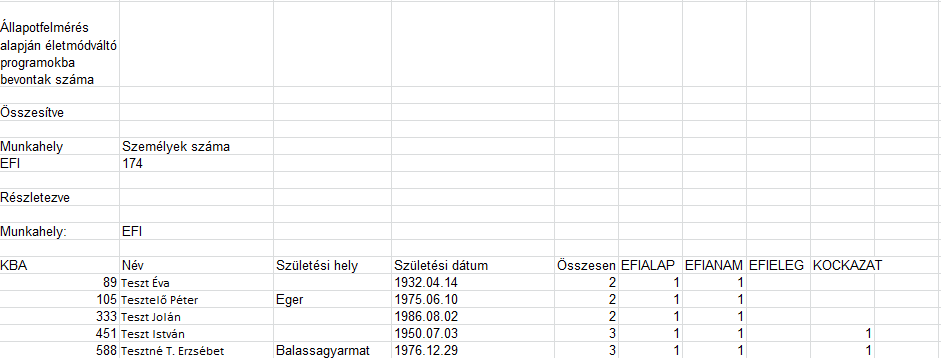 Állapotfelmérés
alapján életmódváltó
programokba
bevontak száma
Összesítve
Munkahely Személyek száma
EFI 174
Részletezve
Munkahely: EFI
KBA Név Születési hely Születési dátum Összesen EFIALAP EFIANAM EFIELEG KOCKAZAT
89 Teszt Éva 1932.04.14 2 1 1
105 Tesztelő Péter Eger 1975.06.10 2 1 1
333 Teszt Jolán 1986.08.02 2 1 1
451 Teszt István 1950.07.03 3 1 1 1
588 Tesztné T. Erzsébet Balassagyarmat 1976.12.29 3 1 1 1